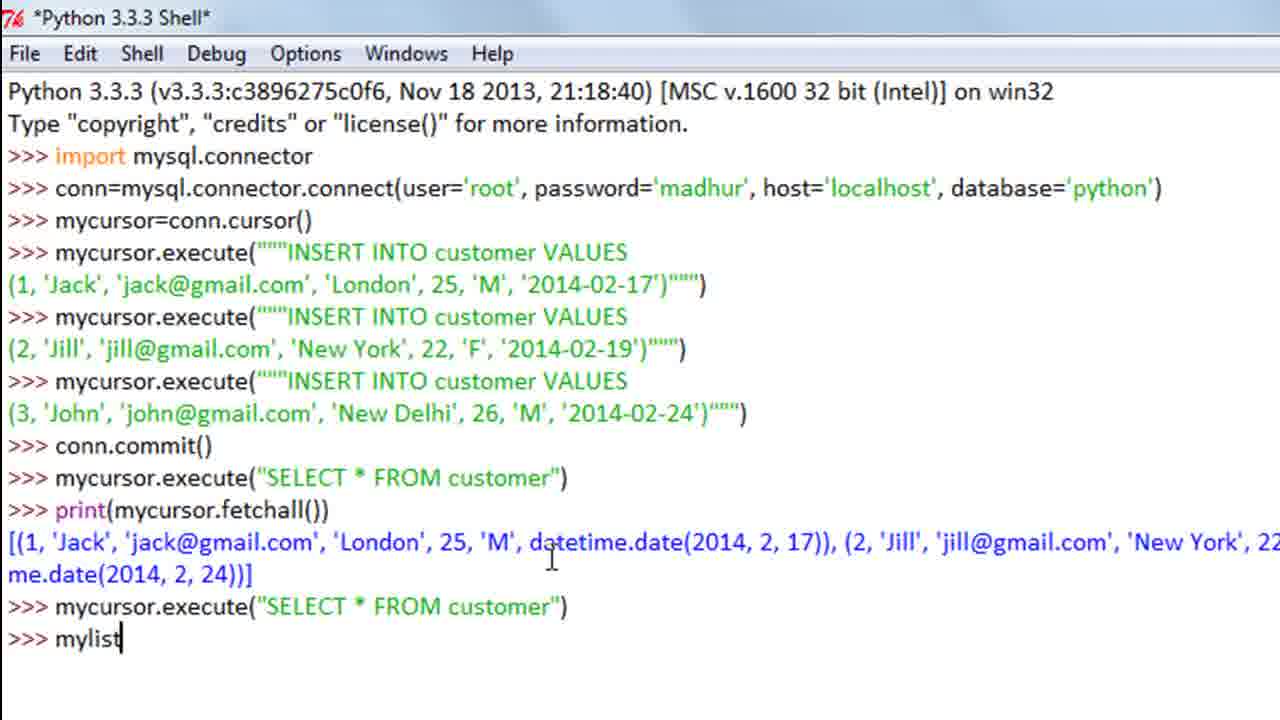 *Python 3.3.3 Shell*
File Edit Shell Debug Options Windows Help
Python 3.3.3 (v3.3.3:c3896275c0f6, Nov 18 2013, 21:18:40) [MSC v.1600 32 bit (Intel)] on win32
Type "copyright", "credits" or "license()" for more information.
>>> import mysql.connector
>>> conn=mysql.connector.connect(user='root', password='madhur', host='localhost', database='python')
>>> mycursor=conn.cursor()
>>> mycursor.execute("""INSERT INTO customer VALUES
(1, 'Jack', 'jack@gmail.com', 'London', 25, 'M', '2014-02-17')""")
>>> mycursor.execute("""INSERT INTO customer VALUES
(2, 'Jill', 'jill@gmail.com', 'New York', 22, 'F', '2014-02-19')""")
>>> mycursor.execute("""INSERT INTO customer VALUES
(3, 'John', 'john@gmail.com', 'New Delhi', 26, 'M', '2014-02-24')""")
>>> conn.commit()
>>> mycursor.execute("SELECT * FROM customer")
>>> print(mycursor.fetchall())
[(1, 'Jack', 'jack@gmail.com', 'London', 25, 'M', datetime.date(2014, 2, 17)), (2, 'Jill', 'jill@gmail.com', 'New York', 22
me.date(2014, 2, 24))]
>>> mycursor.execute("SELECT * FROM customer")
>>> mylist